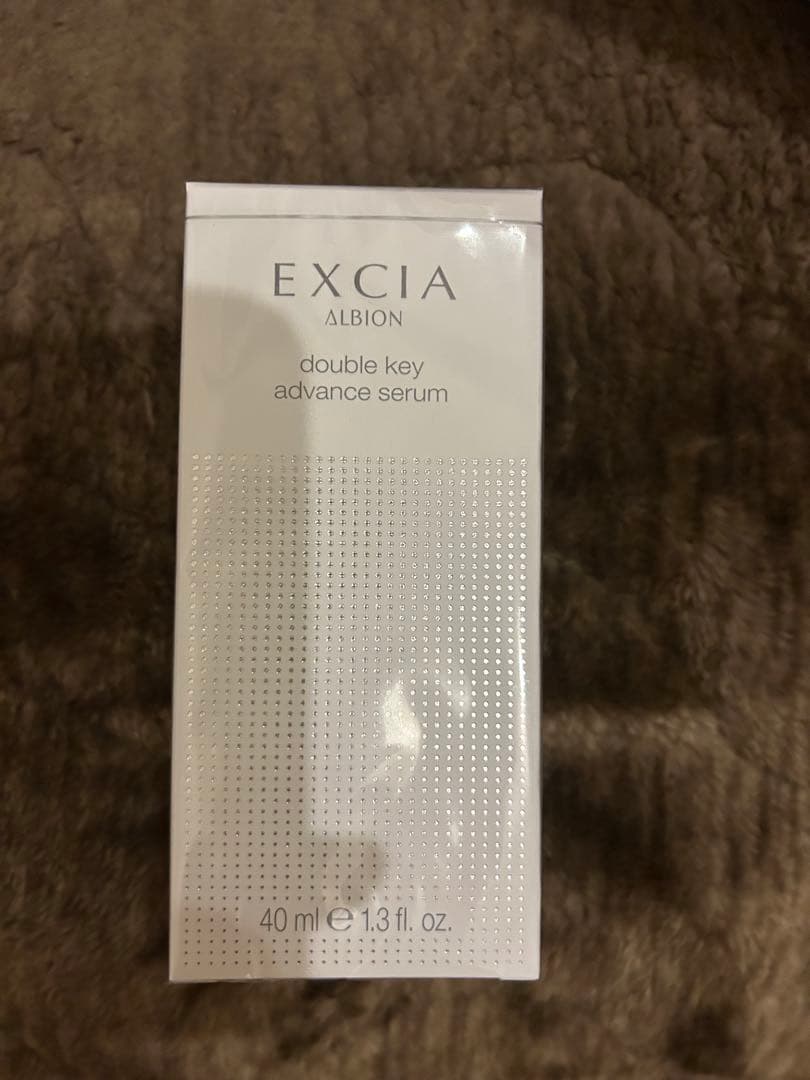 EXCIA
ALBION
double key
advance serum
40 ml ℮ 1.3 fl. oz.